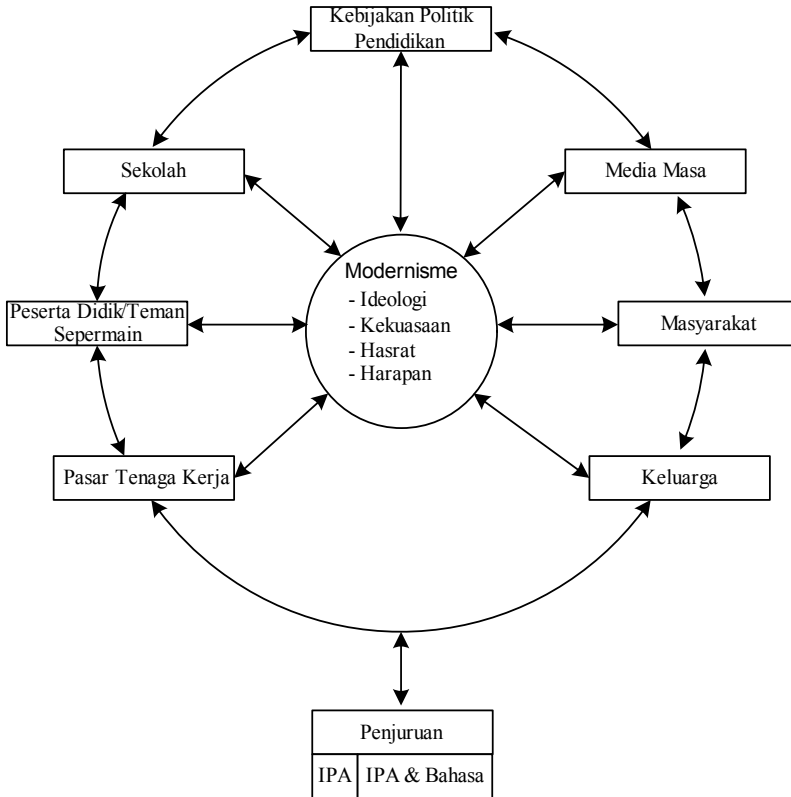 Kebijakan Politik
Pendidikan
Sekolah
Media Masa
Modernisme
- Ideologi
- Kekuasaan
- Hasrat
- Harapan
Peserta Didik/Teman
Sepermain
Masyarakat
Pasar Tenaga Kerja
Keluarga
Penjuruan
IPA
IPA & Bahasa